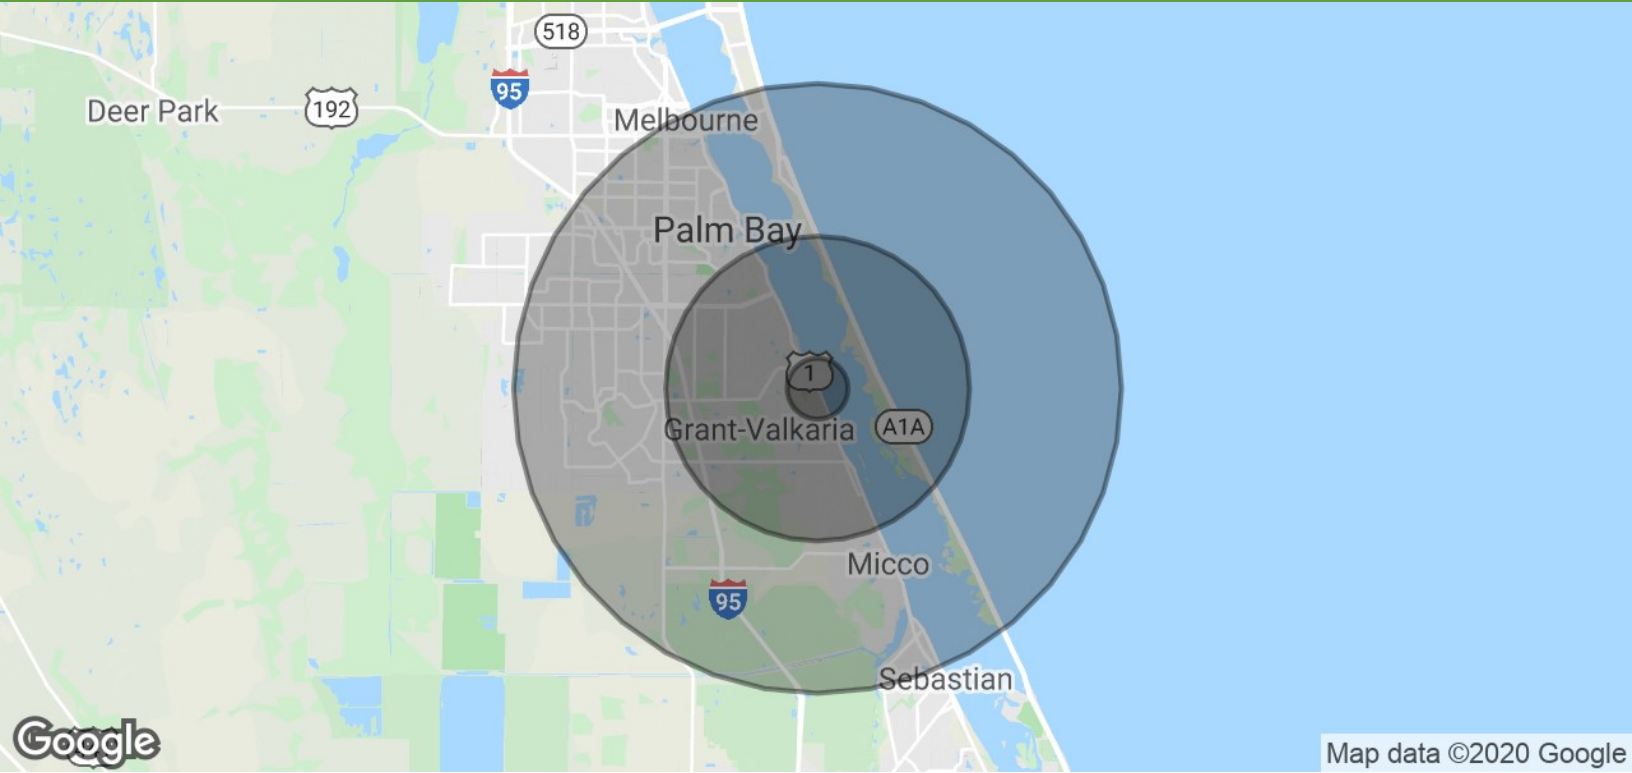 518
95
Deer Park
192
Melbourne
Palm Bay
1
Grant-Valkaria
A1A
Micco
95
Sebastian
Google
Map data ©2020 Google